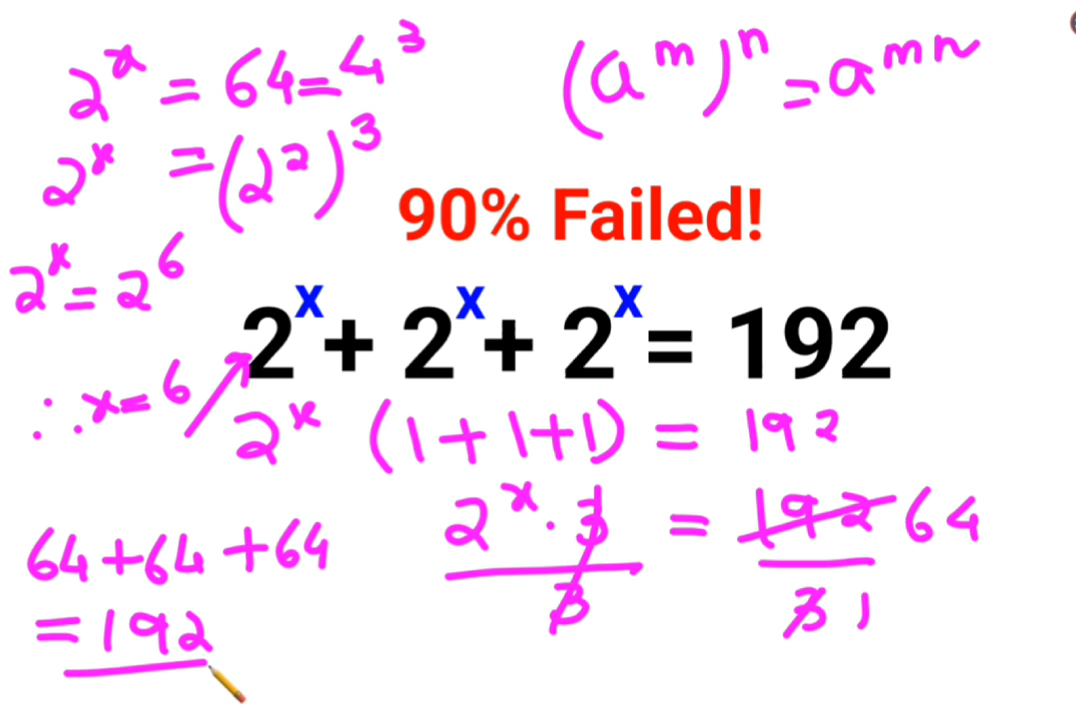 2^x = 64 = 4^3
(a^m)^n = a^mn
2^x = (2^2)^3
90% Failed!
2^x = 2^6
2^x + 2^x + 2^x = 192
∴ x = 6
2^x (1 + 1 + 1) = 192
2^x · 3 / 3 = 192 64 / 3 1
64 + 64 + 64
= 192